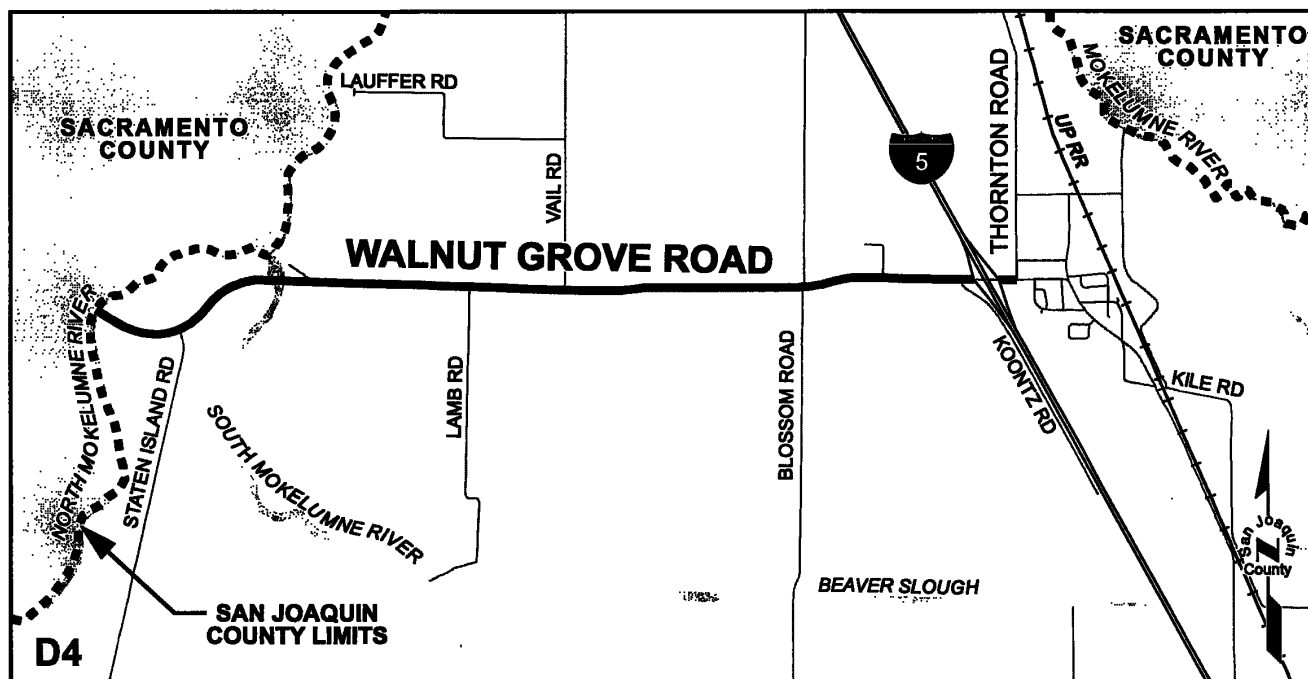 SACRAMENTO
COUNTY
LAUFFER RD
VAIL RD
WALNUT GROVE ROAD
5
THORNTON ROAD
UP RR
MOKELUMNE RIVER
SACRAMENTO
COUNTY
NORTH MOKELUMNE RIVER
STATEN ISLAND RD
SOUTH MOKELUMNE RIVER
LAMB RD
BLOSSOM ROAD
KOONTZ RD
KILE RD
BEAVER SLOUGH
SAN JOAQUIN
COUNTY LIMITS
San Joaquin
Z
County
D4